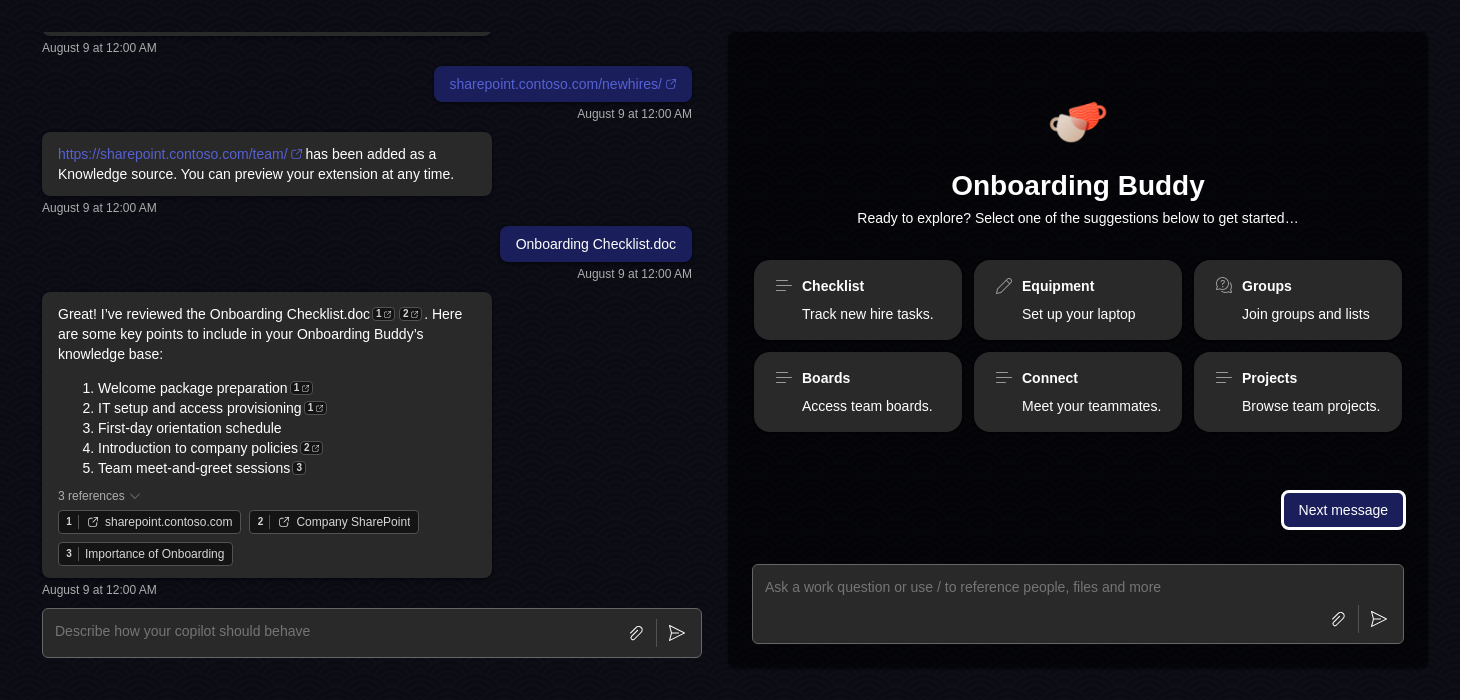 August 9 at 12:00 AM
sharepoint.contoso.com/newhires/
August 9 at 12:00 AM
https://sharepoint.contoso.com/team/ has been added as a
Knowledge source. You can preview your extension at any time.
August 9 at 12:00 AM
Onboarding Checklist.doc
August 9 at 12:00 AM
Great! I've reviewed the Onboarding Checklist.doc 1 2 . Here
are some key points to include in your Onboarding Buddy's
knowledge base:
1. Welcome package preparation 1
2. IT setup and access provisioning 1
3. First-day orientation schedule
4. Introduction to company policies 2
5. Team meet-and-greet sessions 3
3 references
1 sharepoint.contoso.com 2 Company SharePoint
3 Importance of Onboarding
August 9 at 12:00 AM
Describe how your copilot should behave
Onboarding Buddy
Ready to explore? Select one of the suggestions below to get started…
Checklist
Track new hire tasks.
Equipment
Set up your laptop
Groups
Join groups and lists
Boards
Access team boards.
Connect
Meet your teammates.
Projects
Browse team projects.
Next message
Ask a work question or use / to reference people, files and more